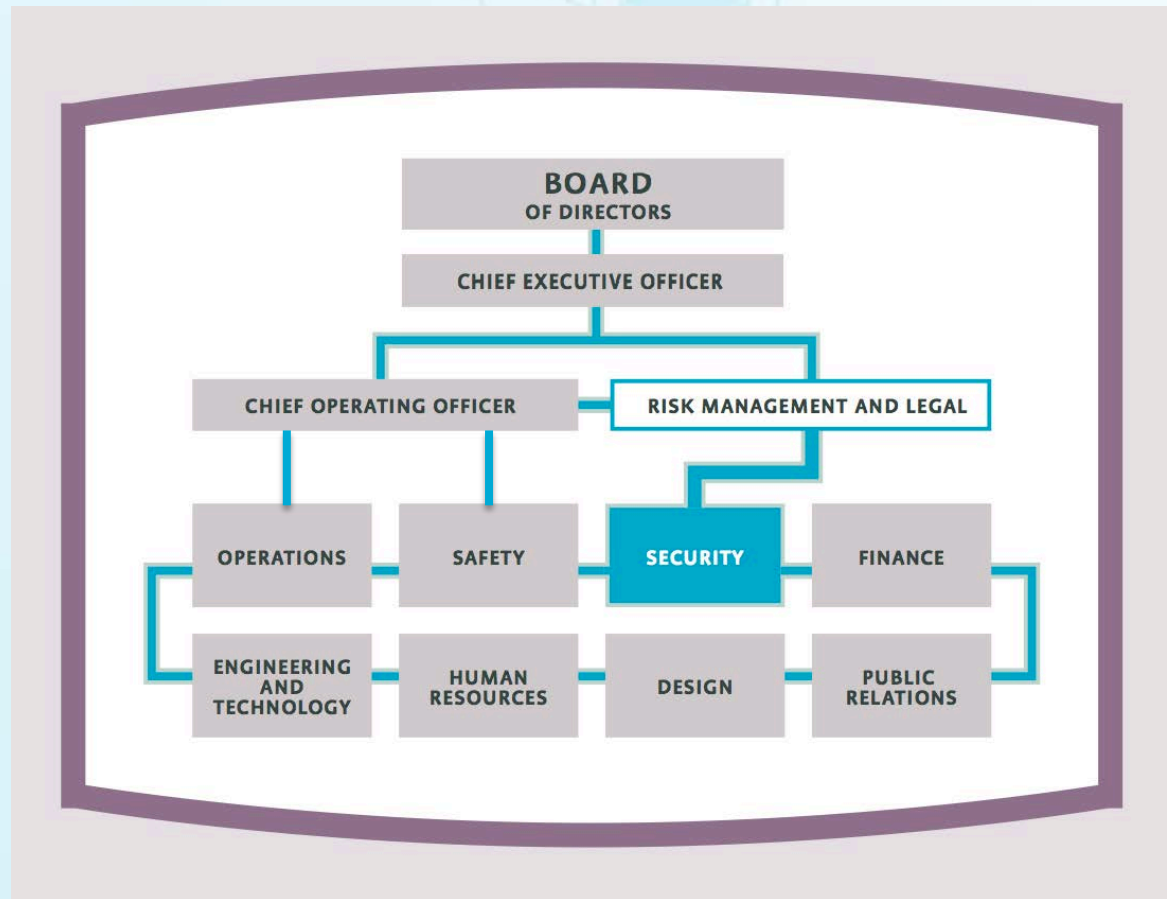 BOARD
OF DIRECTORS
CHIEF EXECUTIVE OFFICER
CHIEF OPERATING OFFICER
RISK MANAGEMENT AND LEGAL
OPERATIONS
SAFETY
SECURITY
FINANCE
ENGINEERING
AND
TECHNOLOGY
HUMAN
RESOURCES
DESIGN
PUBLIC
RELATIONS